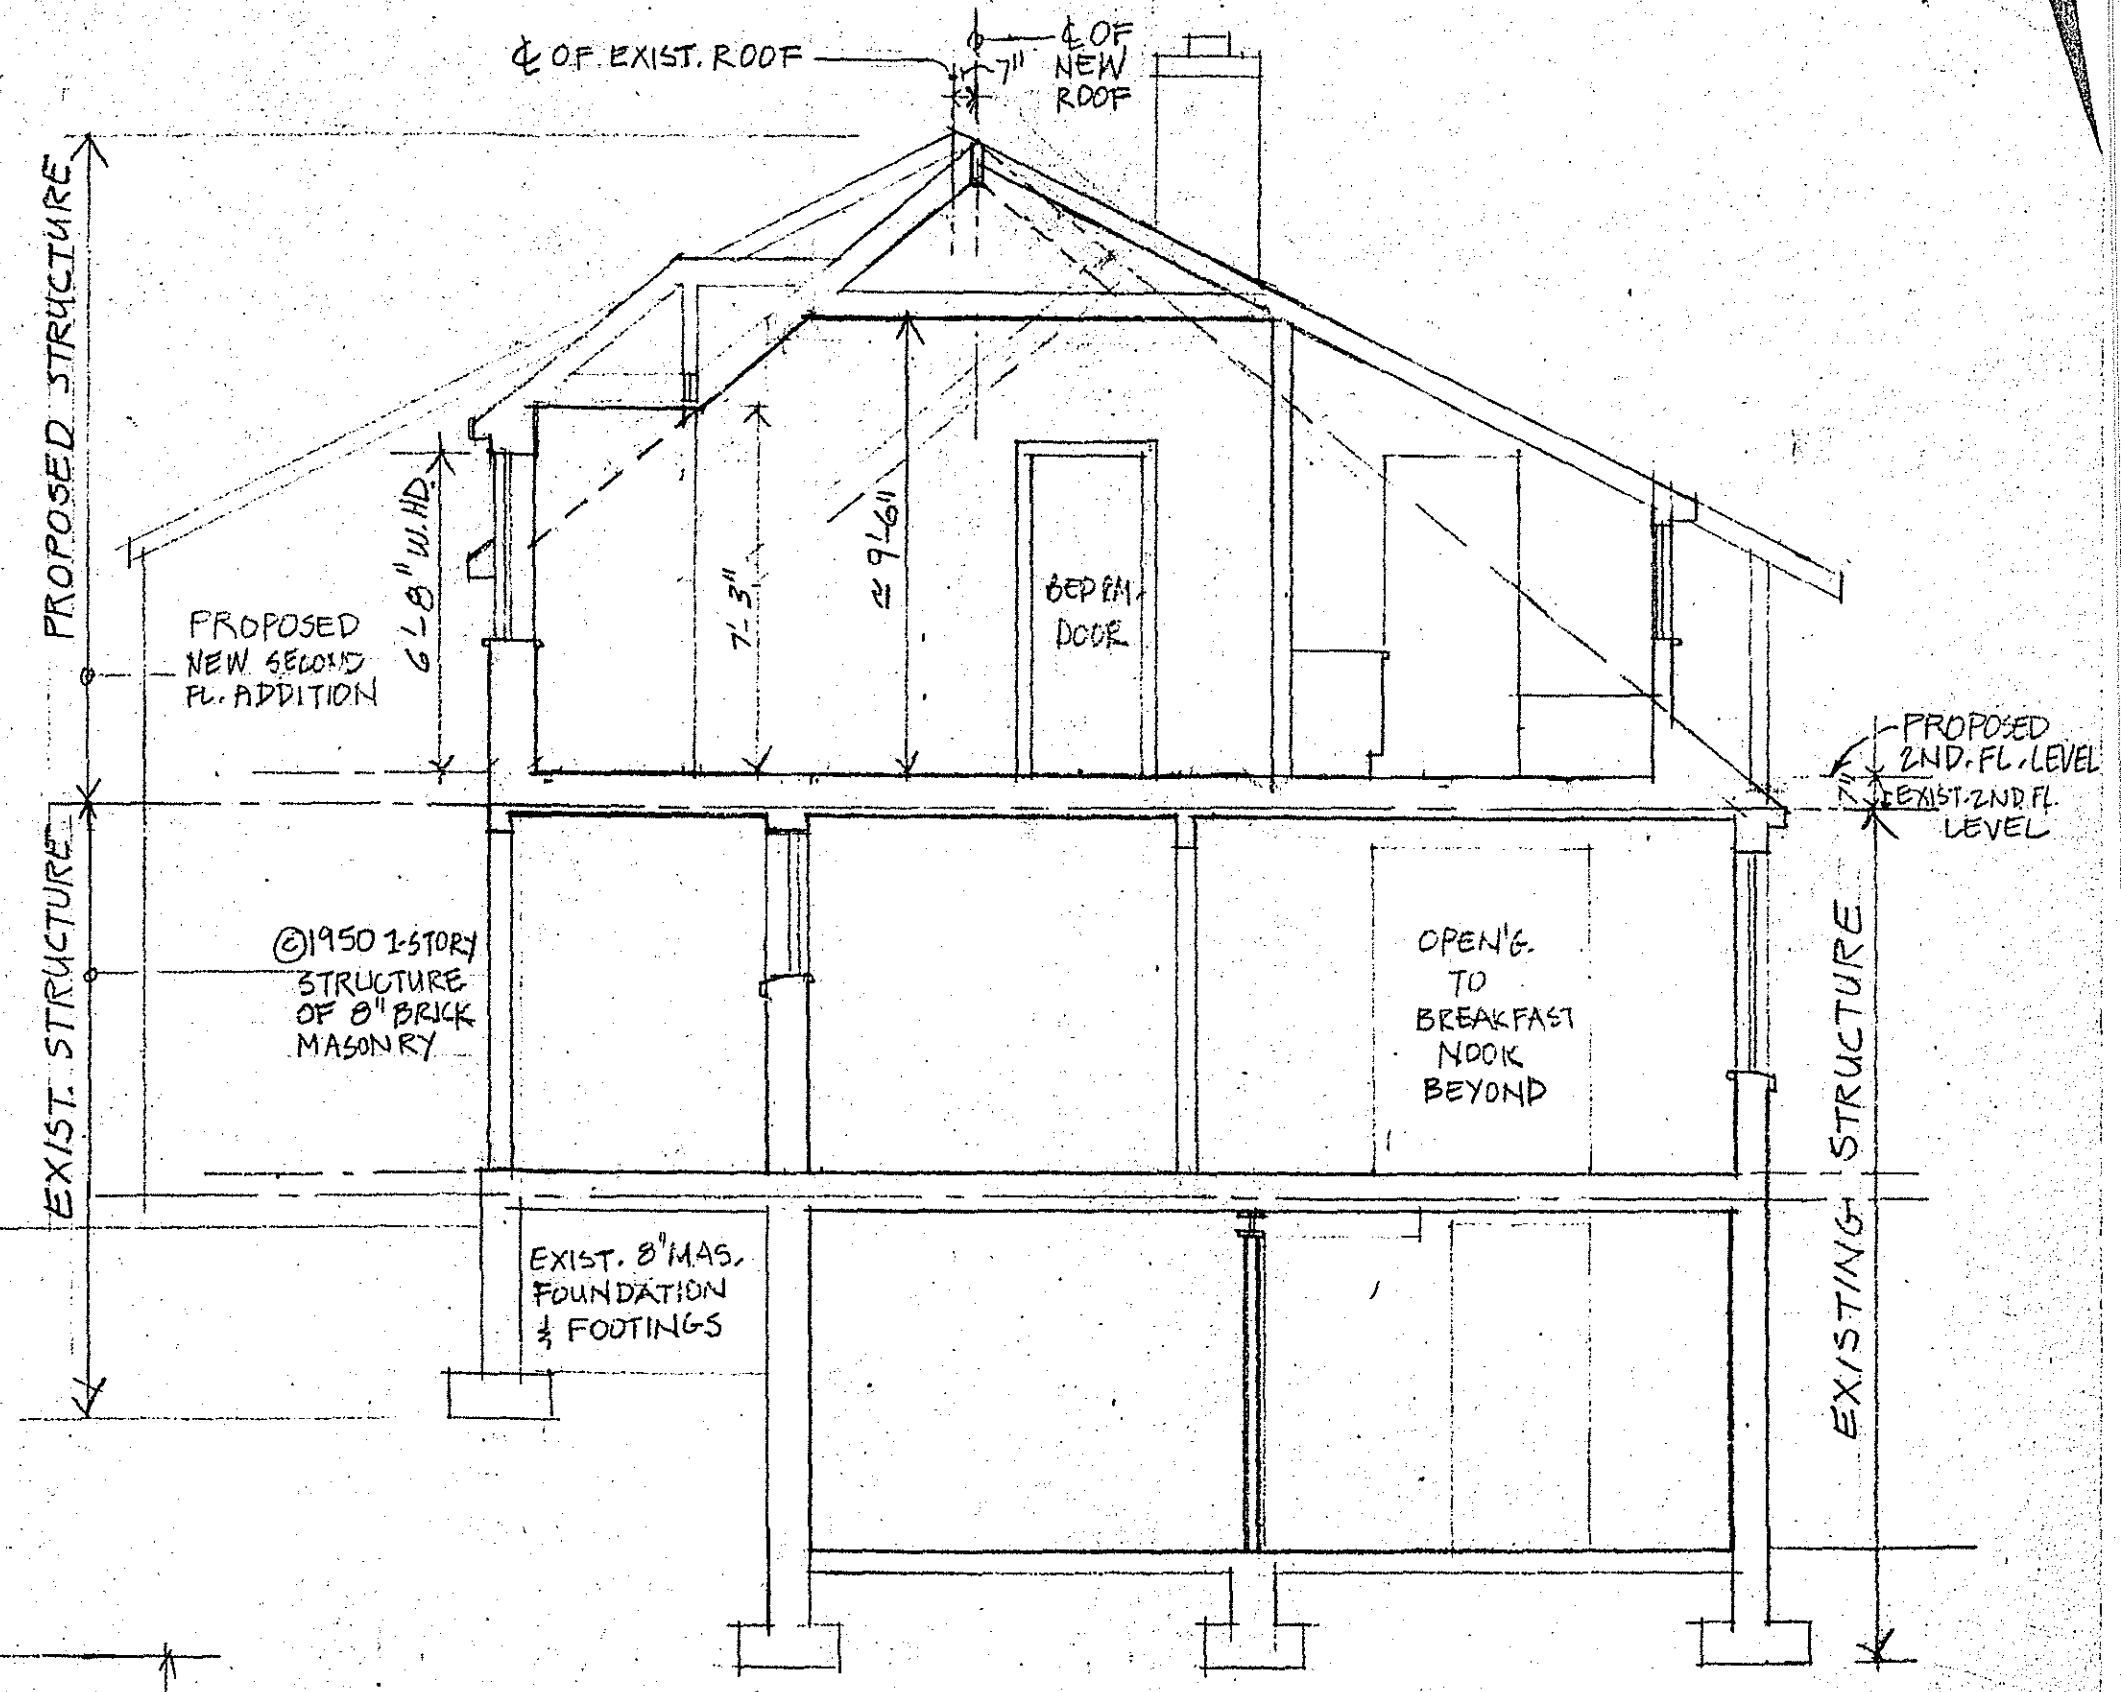 ℄ OF EXIST. ROOF
7"
℄ OF
NEW
ROOF
PROPOSED STRUCTURE
6'-8" W.HD.
7'-3"
≈ 9'-6"
BEDRM.
DOOR
PROPOSED
NEW SECOND
FL. ADDITION
PROPOSED
2ND. FL. LEVEL
7"
EXIST. 2ND FL.
LEVEL
EXIST. STRUCTURE
©1950 1-STORY
STRUCTURE
OF 8" BRICK
MASONRY
OPEN'G.
TO
BREAKFAST
NOOK
BEYOND
EXISTING STRUCTURE
EXIST. 8" MAS.
FOUNDATION
& FOOTINGS